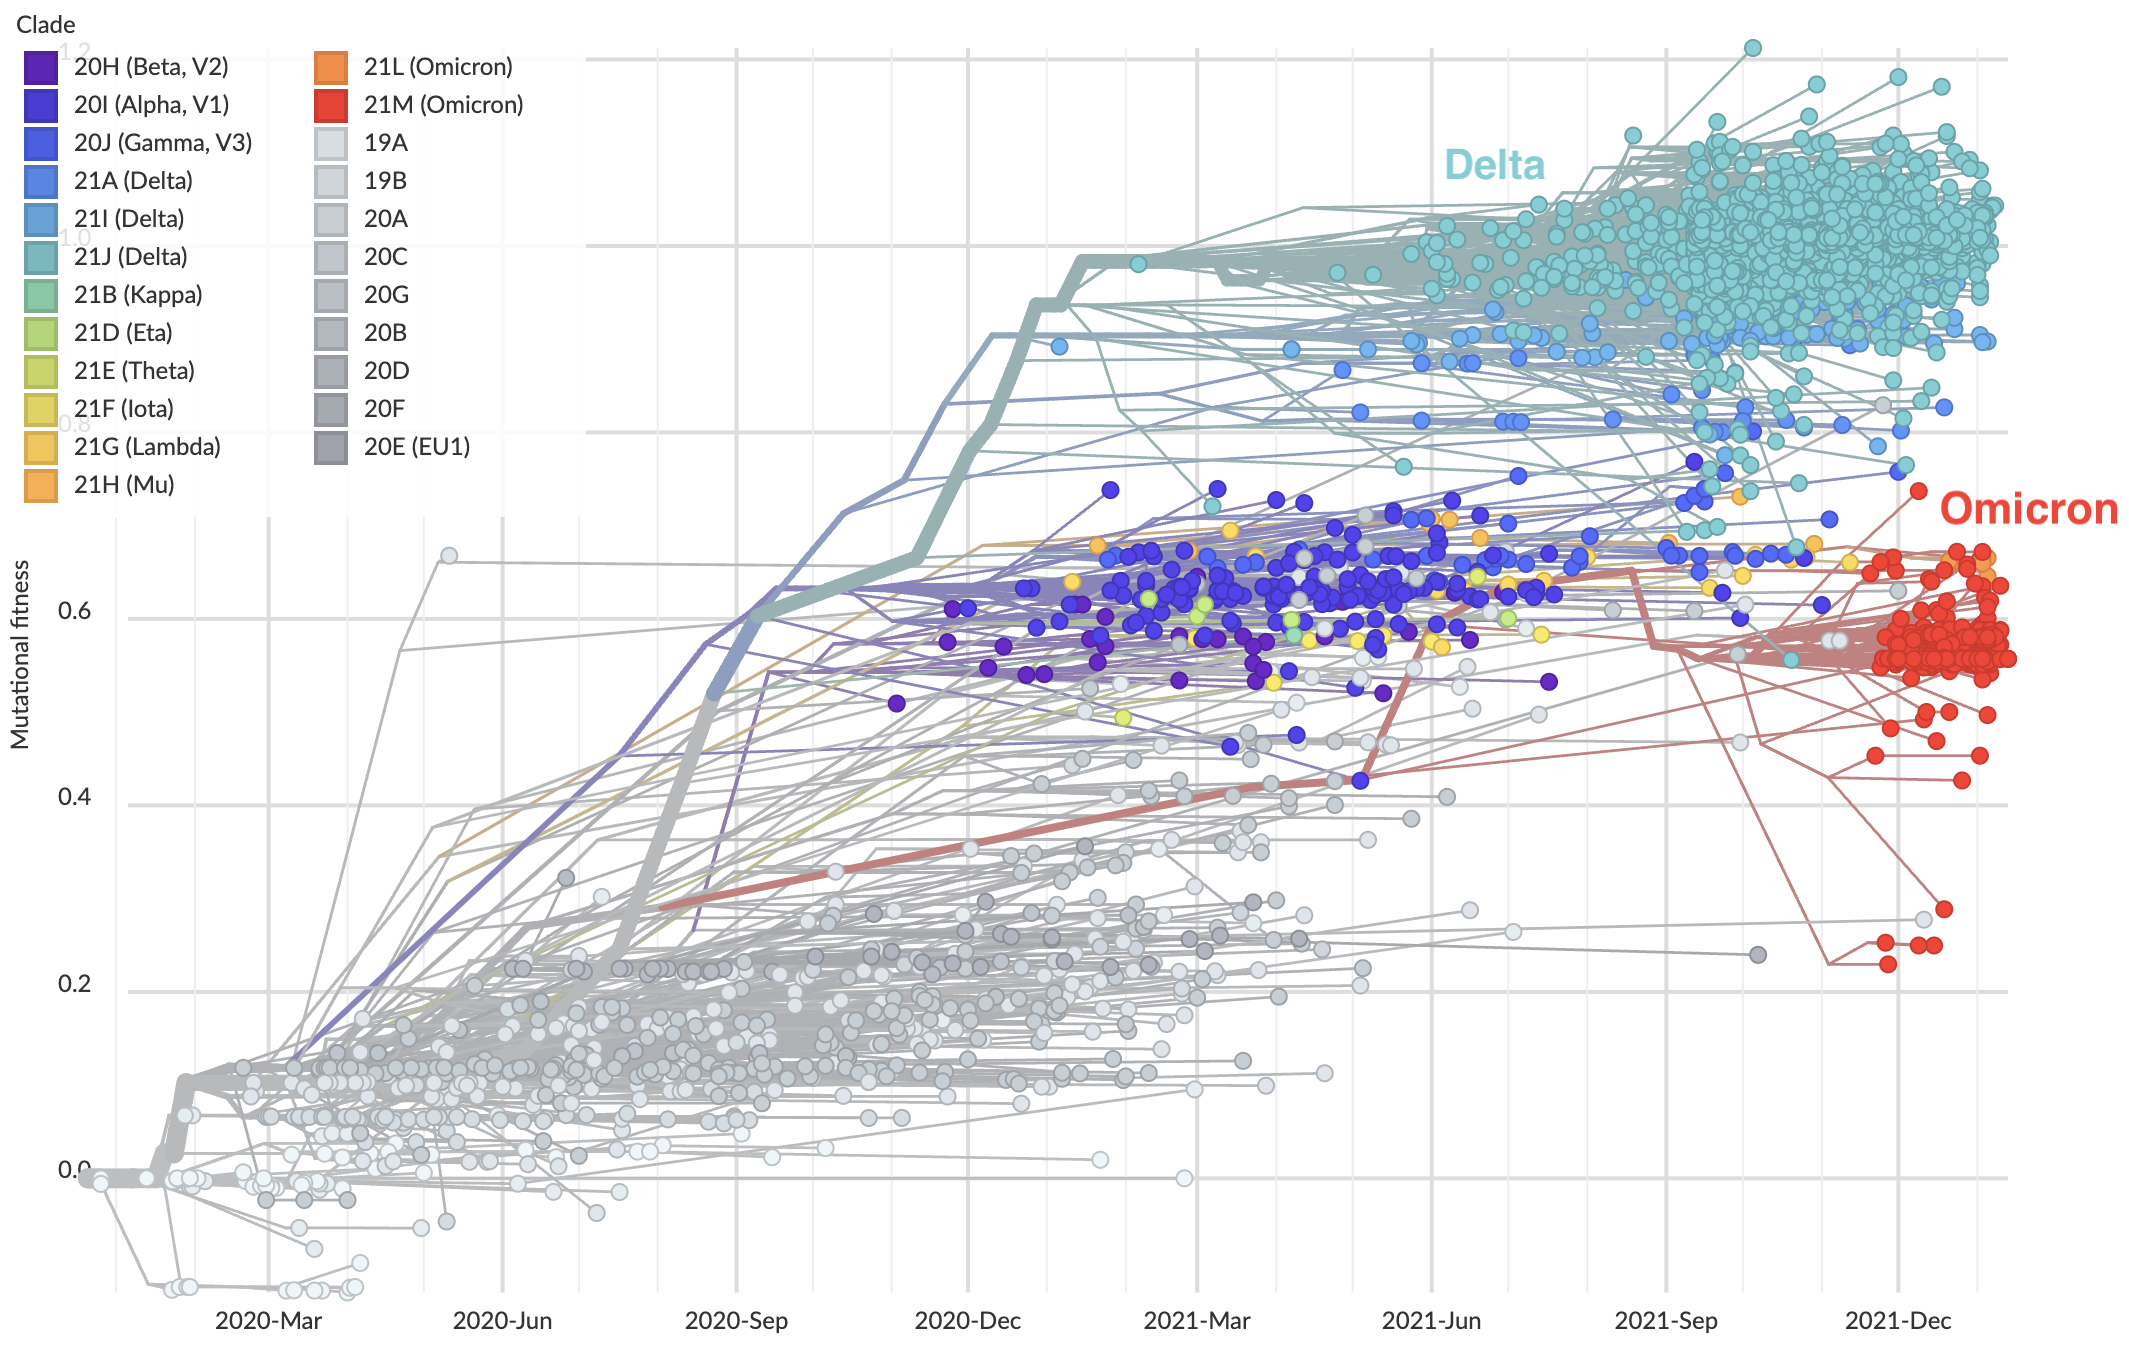 Clade
20H (Beta, V2)
20I (Alpha, V1)
20J (Gamma, V3)
21A (Delta)
21I (Delta)
21J (Delta)
21B (Kappa)
21D (Eta)
21E (Theta)
21F (Iota)
21G (Lambda)
21H (Mu)
21L (Omicron)
21M (Omicron)
19A
19B
20A
20C
20G
20B
20D
20F
20E (EU1)
1.2
1.0
0.8
0.6
0.4
0.2
0.0
Mutational fitness
Delta
Omicron
2020-Mar
2020-Jun
2020-Sep
2020-Dec
2021-Mar
2021-Jun
2021-Sep
2021-Dec